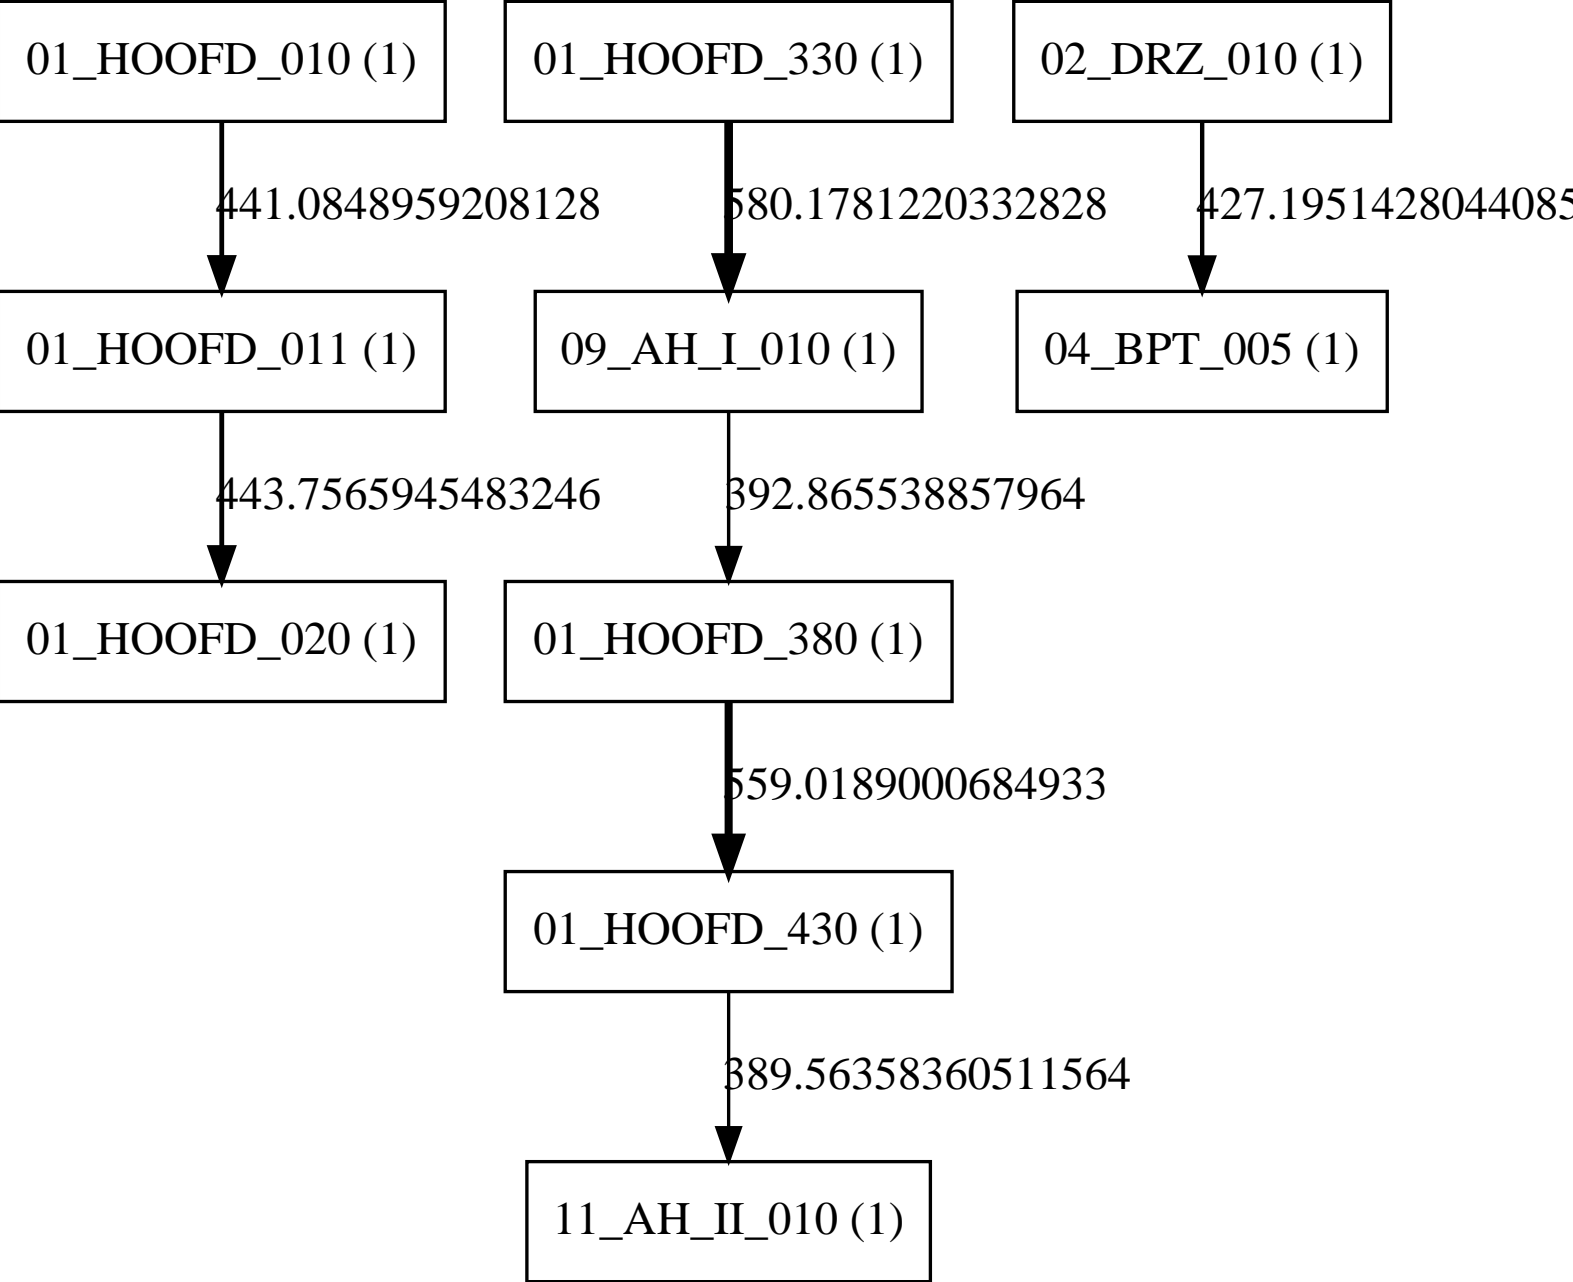 01_HOOFD_010 (1)
01_HOOFD_330 (1)
02_DRZ_010 (1)
441.0848959208128
580.1781220332828
427.1951428044085
01_HOOFD_011 (1)
09_AH_I_010 (1)
04_BPT_005 (1)
443.7565945483246
392.865538857964
01_HOOFD_020 (1)
01_HOOFD_380 (1)
559.0189000684933
01_HOOFD_430 (1)
389.56358360511564
11_AH_II_010 (1)